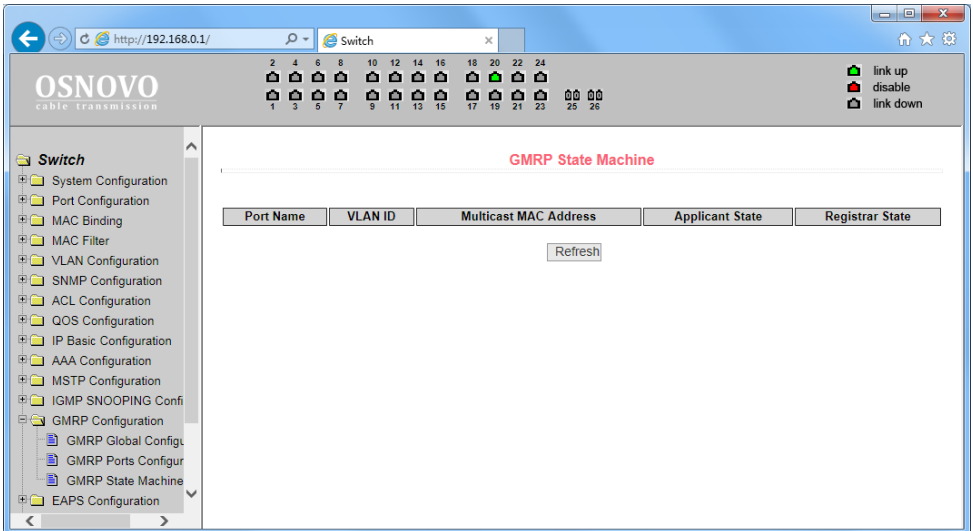 http://192.168.0.1/
Switch
OSNOVO
cable transmission
2 4 6 8 10 12 14 16 18 20 22 24
1 3 5 7 9 11 13 15 17 19 21 23 25 26
link up
disable
link down
Switch
System Configuration
Port Configuration
MAC Binding
MAC Filter
VLAN Configuration
SNMP Configuration
ACL Configuration
QOS Configuration
IP Basic Configuration
AAA Configuration
MSTP Configuration
IGMP SNOOPING Confi
GMRP Configuration
GMRP Global Configu
GMRP Ports Configur
GMRP State Machine
EAPS Configuration
GMRP State Machine
Port Name VLAN ID Multicast MAC Address Applicant State Registrar State
Refresh